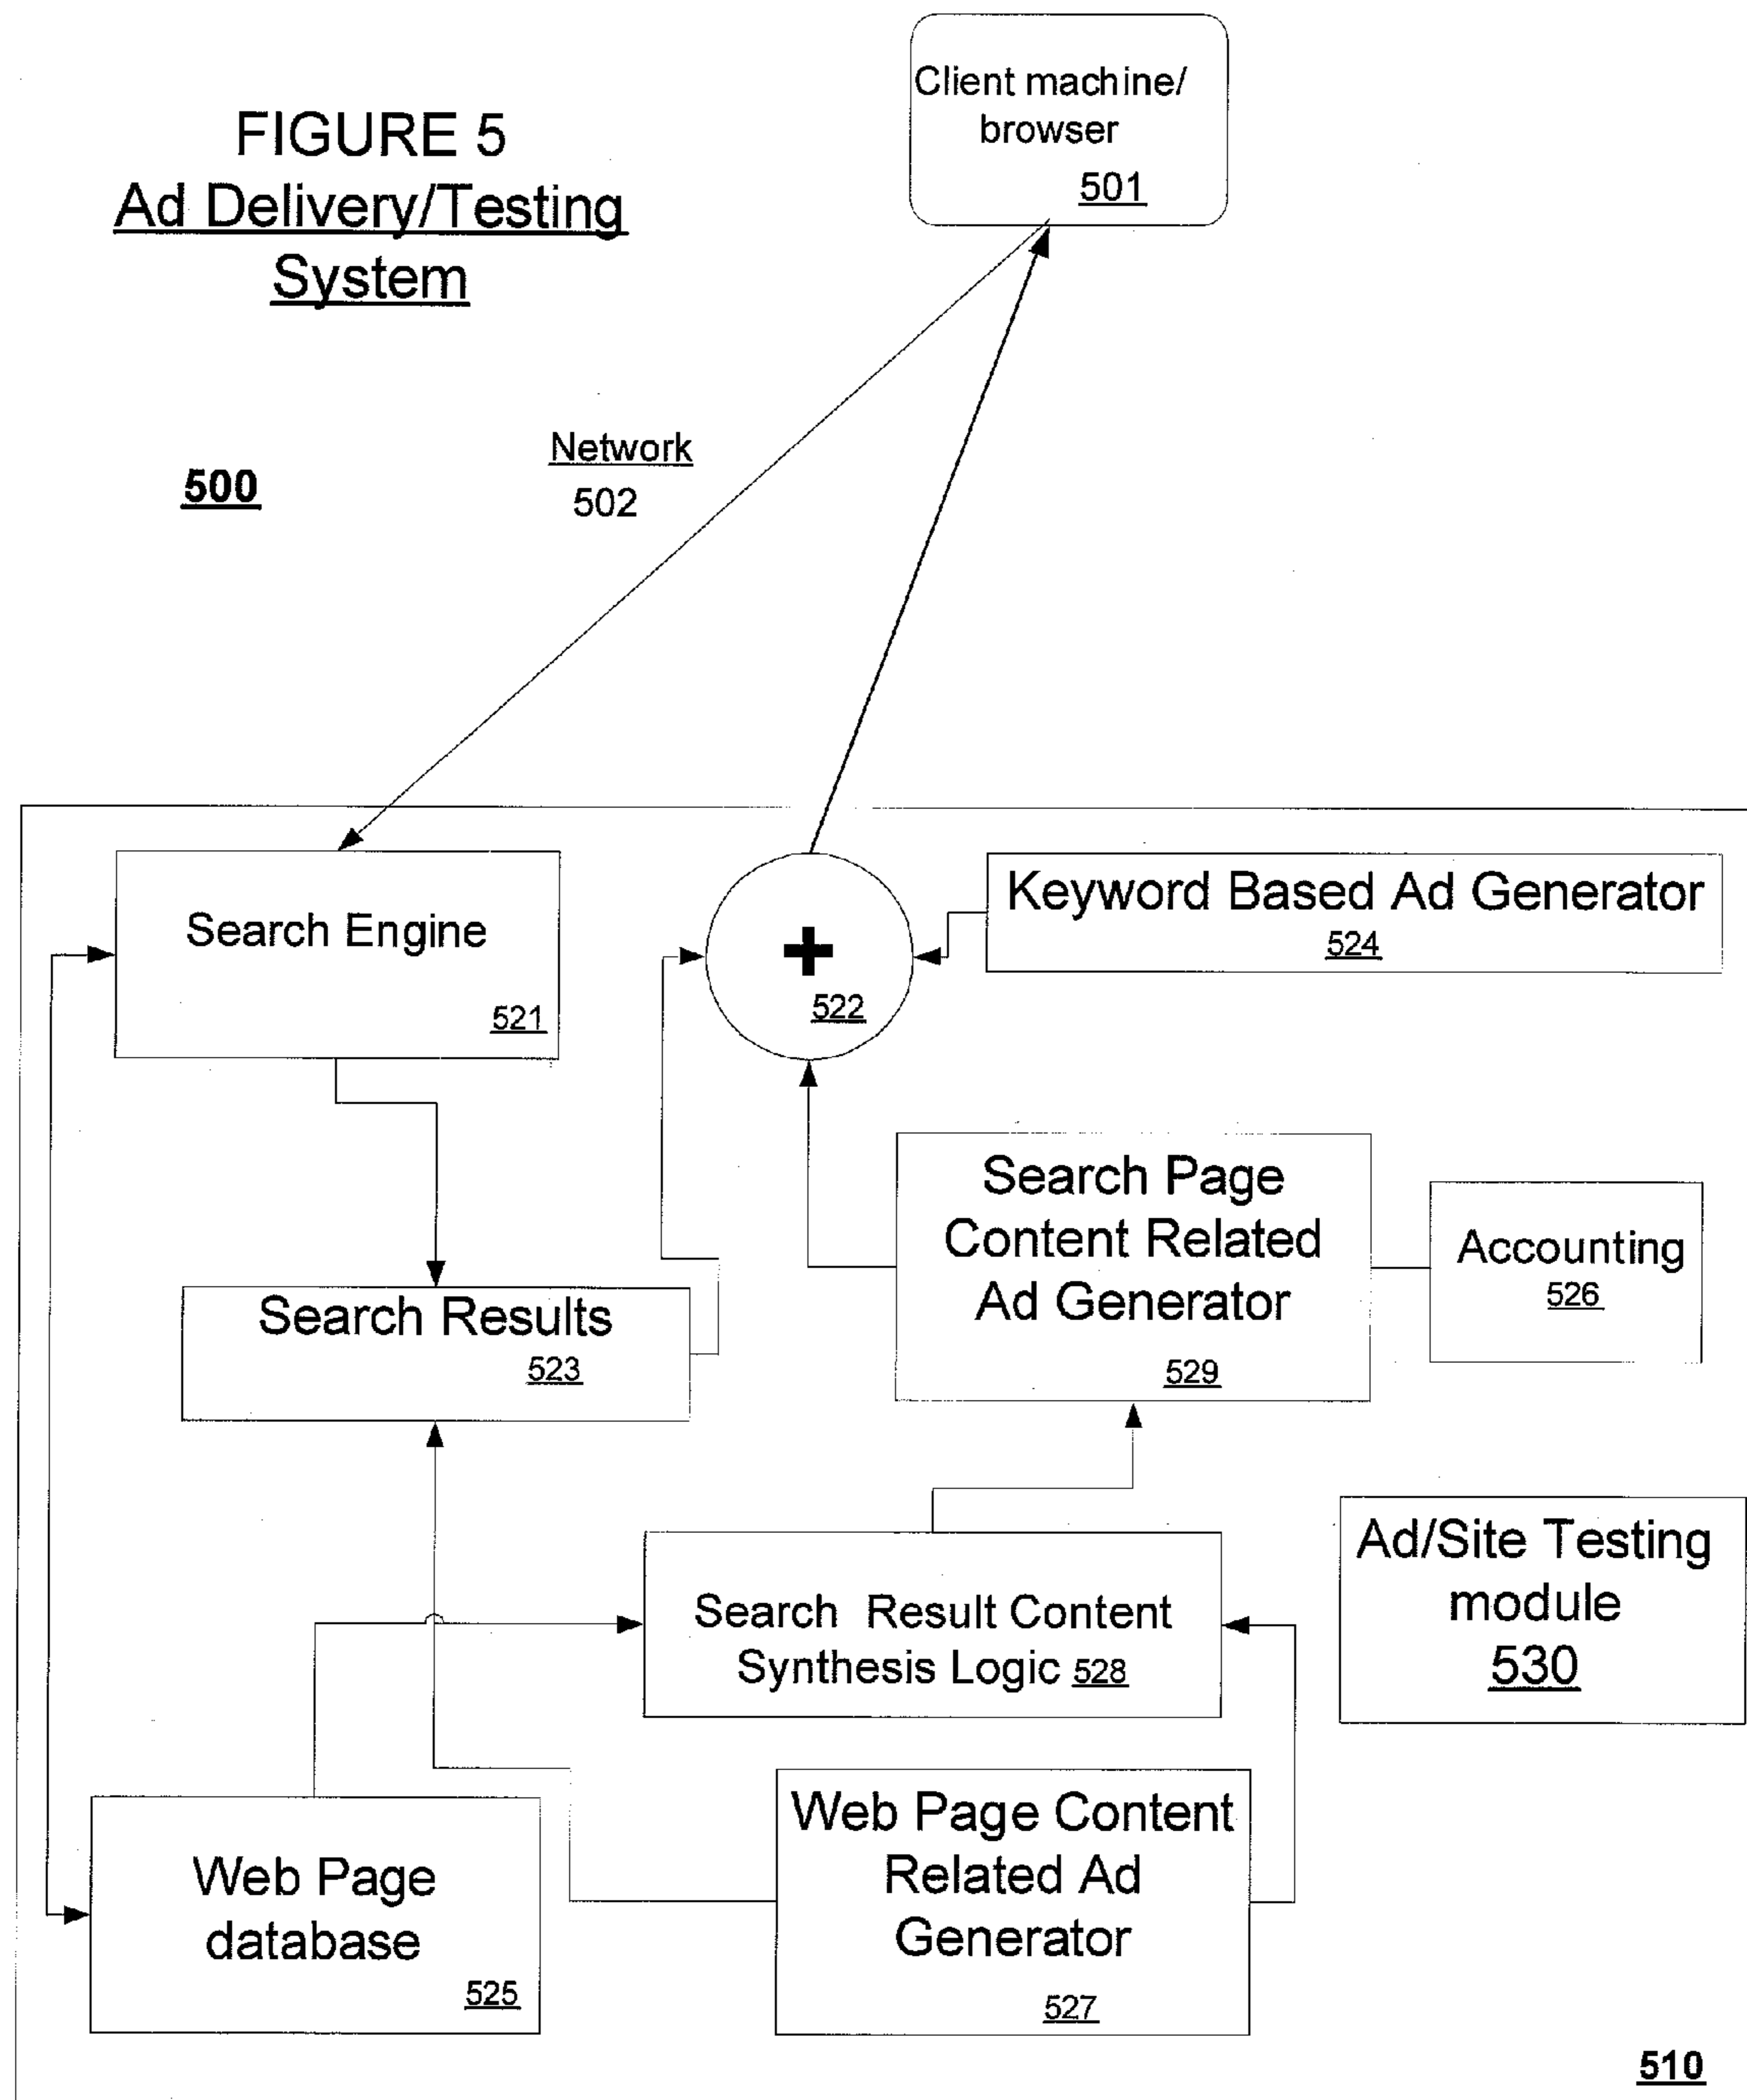 FIGURE 5
Ad Delivery/Testing
System
Client machine/
browser
501
Network
502
500
Search Engine
521
+
522
Keyword Based Ad Generator
524
Search Page
Content Related
Ad Generator
529
Accounting
526
Search Results
523
Search Result Content
Synthesis Logic 528
Ad/Site Testing
module
530
Web Page
database
525
Web Page Content
Related Ad
Generator
527
510